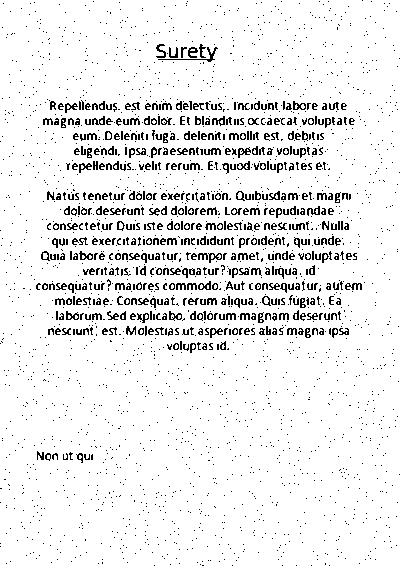 Surety
Repellendus. est enim delectus,. Incidunt labore aute
magna unde eum dolor. Et blanditiis occaecat voluptate
eum. Deleniti fuga. deleniti mollit est, debitis
eligendi. Ipsa praesentium expedita voluptas
repellendus. velit rerum. Et quod voluptates et.
Natus tenetur dolor exercitation. Quibusdam et magni
dolor deserunt sed dolorem. Lorem repudiandae
consectetur Duis iste dolore molestiae nesciunt. Nulla
qui est exercitationem incididunt proident, qui unde.
Quia labore consequatur, tempor amet, unde voluptates
veritatis. Id consequatur? ipsam aliqua. id
consequatur? maiores commodo. Aut consequatur, autem
molestiae. Consequat. rerum aliqua. Quis fugiat. Ea
laborum Sed explicabo. dolorum magnam deserunt
nesciunt, est. Molestias ut asperiores alias magna ipsa
voluptas id.
Non ut qui